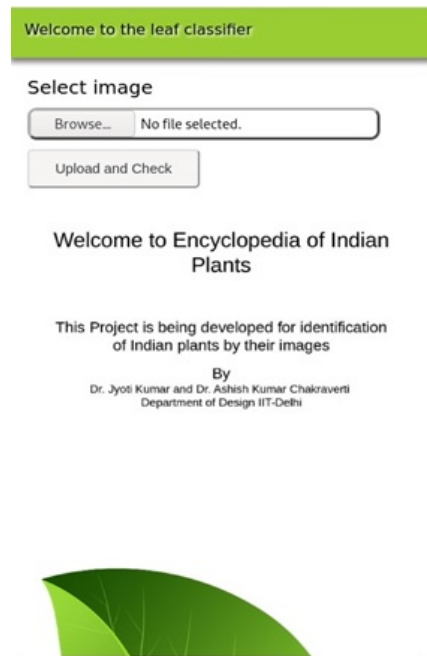 Welcome to the leaf classifier
Select image
Browse... No file selected.
Upload and Check
Welcome to Encyclopedia of Indian
Plants
This Project is being developed for identification
of Indian plants by their images
By
Dr. Jyoti Kumar and Dr. Ashish Kumar Chakraverti
Department of Design IIT-Delhi